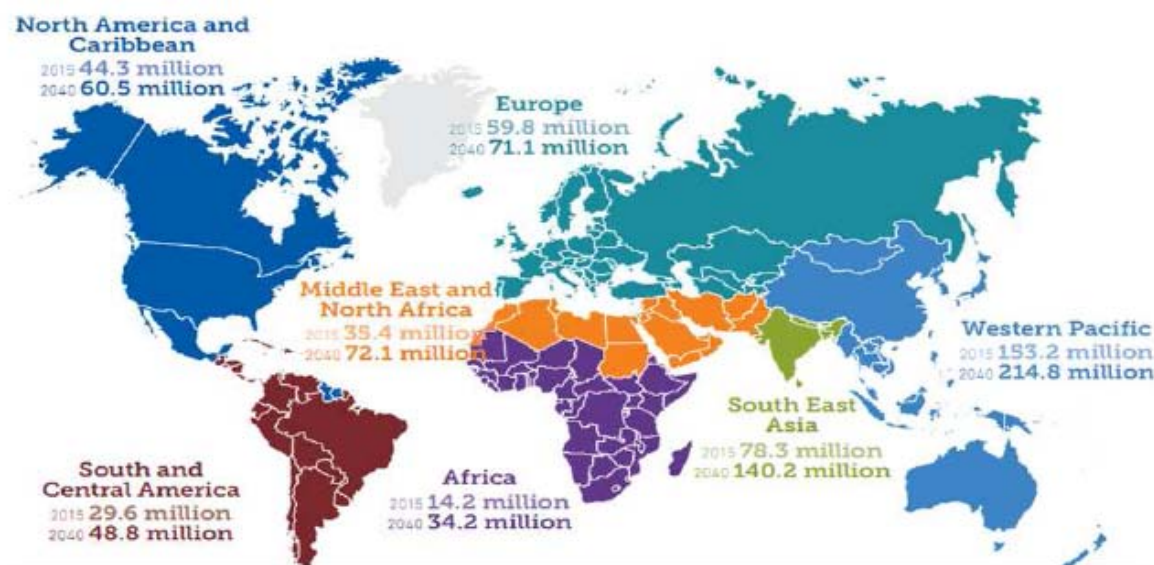 North America and
Caribbean
2015 44.3 million
2040 60.5 million
Europe
2015 59.8 million
2040 71.1 million
Middle East and
North Africa
2015 35.4 million
2040 72.1 million
Western Pacific
2015 153.2 million
2040 214.8 million
South East
Asia
2015 78.3 million
2040 140.2 million
South and
Central America
2015 29.6 million
2040 48.8 million
Africa
2015 14.2 million
2040 34.2 million